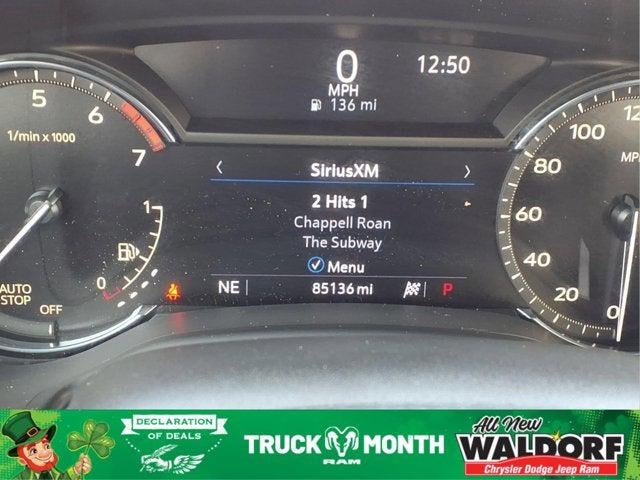 0
12:50
MPH
136 mi
5
6
7
1/min x 1000
1
0
AUTO
STOP
OFF
<
SiriusXM
>
2 Hits 1
Chappell Roan
The Subway
Menu
NE
85136 mi
P
12
100
MP
80
60
40
20
0
DECLARATION
OF DEALS
TRUCK MONTH
RAM
All New
WALDORF
Chrysler Dodge Jeep Ram